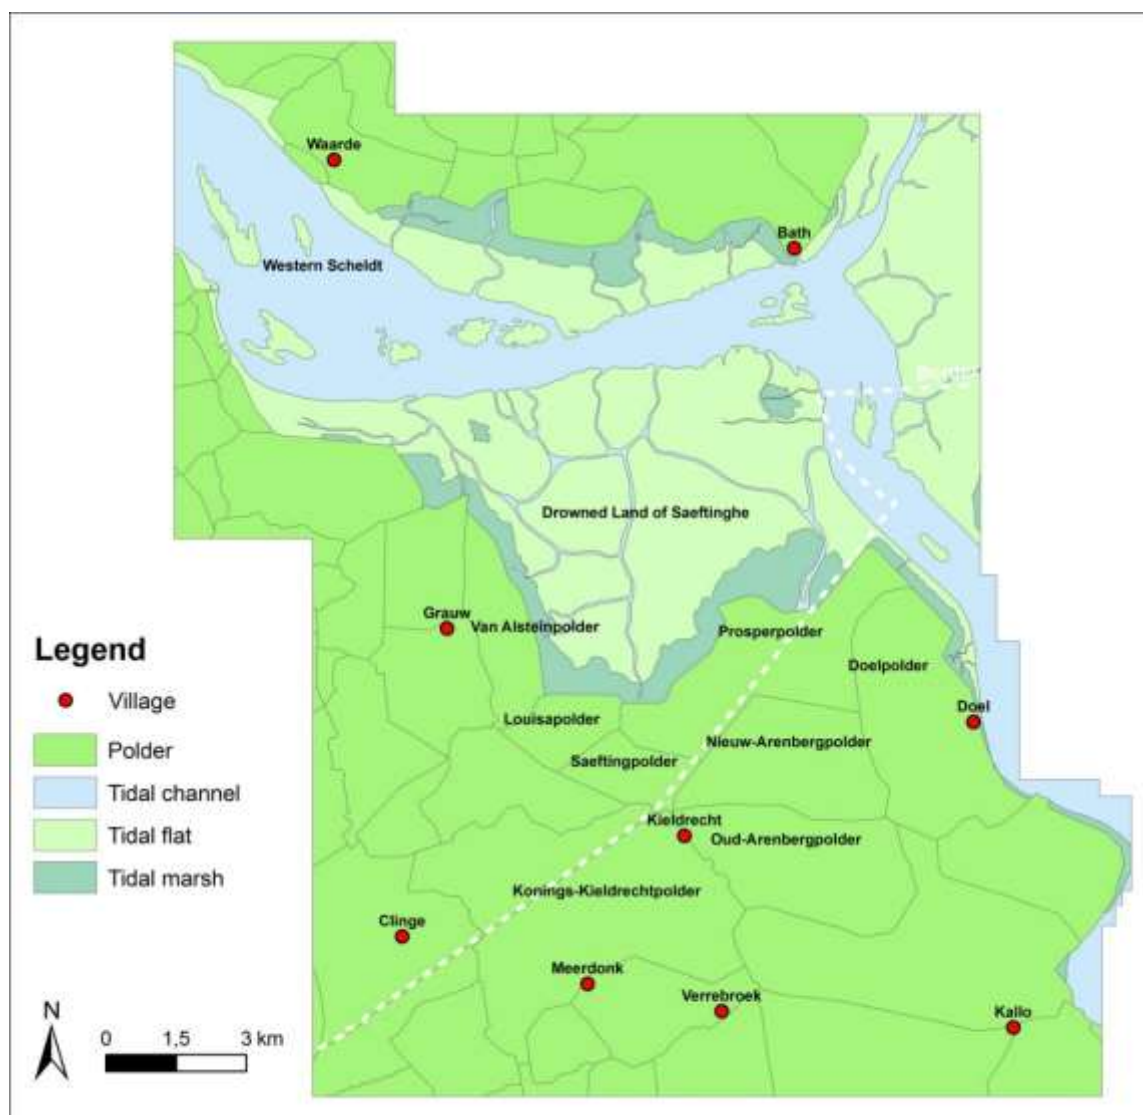 Waarde
Bath
Western Scheldt
Drowned Land of Saeftinghe
Grauw
Van Alsteinpolder
Prosperpolder
Doelpolder
Louisapolder
Doel
Nieuw-Arenbergpolder
Saeftingpolder
Kieldrecht
Oud-Arenbergpolder
Konings-Kieldrechtpolder
Clinge
Meerdonk
Verrebroek
Kallo
Legend
Village
Polder
Tidal channel
Tidal flat
Tidal marsh
N
0 1,5 3 km